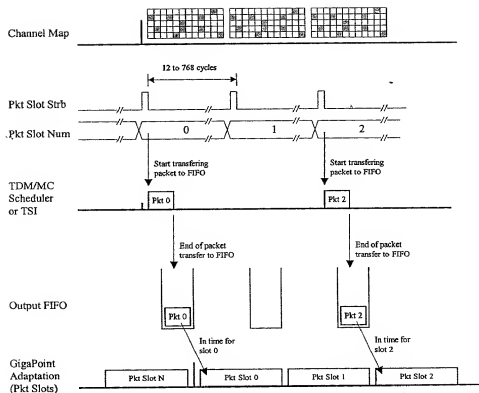 Channel Map
12 to 768 cycles
Pkt Slot Strb
Pkt Slot Num
0
1
2
Start transfering
packet to FIFO
Start transfering
packet to FIFO
TDM/MC
Scheduler
or TSI
Pkt 0
Pkt 2
End of packet
transfer to FIFO
End of packet
transfer to FIFO
Output FIFO
Pkt 0
Pkt 2
In time for
slot 0
In time for
slot 2
GigaPoint
Adaptation
(Pkt Slots)
Pkt Slot N
Pkt Slot 0
Pkt Slot 1
Pkt Slot 2